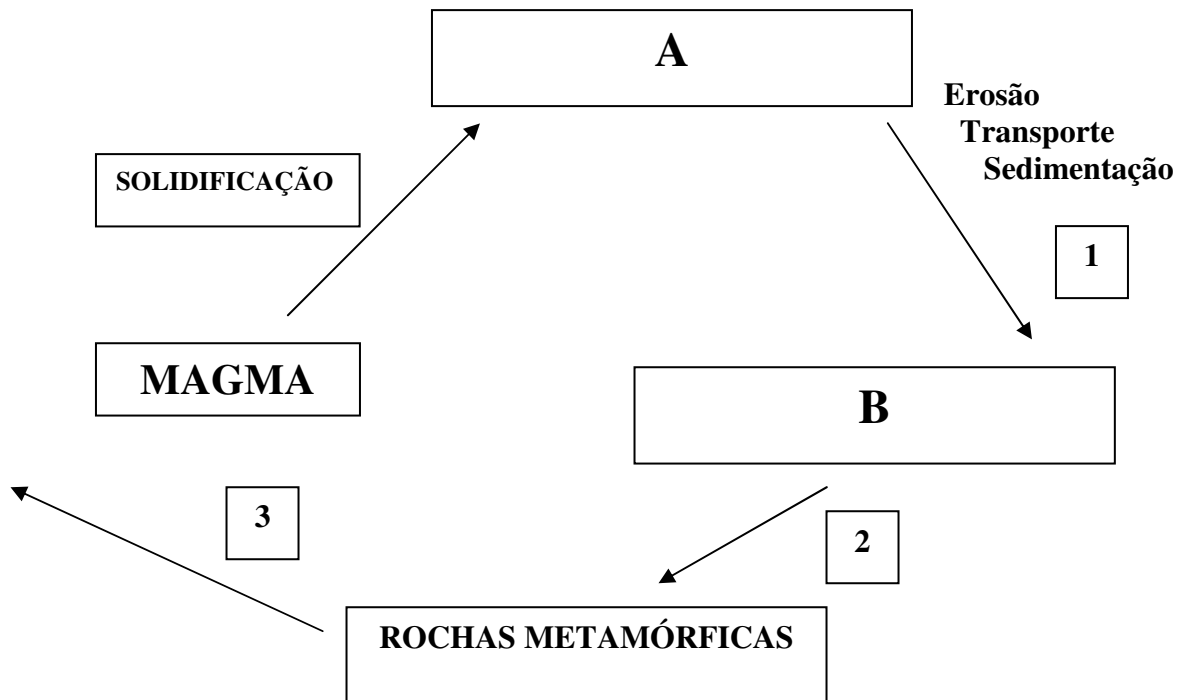 A
Erosão
Transporte
Sedimentação
SOLIDIFICAÇÃO
1
MAGMA
B
3
2
ROCHAS METAMÓRFICAS